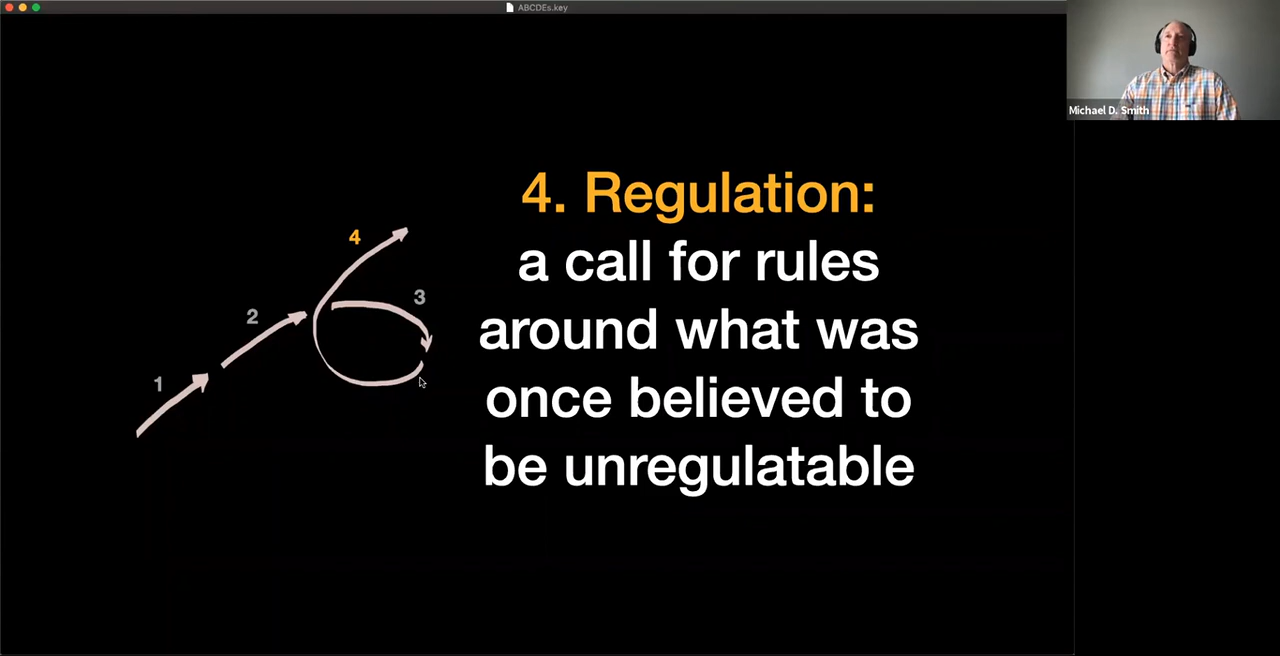 ABCDEs.key
Michael D. Smith
4. Regulation:
a call for rules
around what was
once believed to
be unregulatable
4
3
2
1